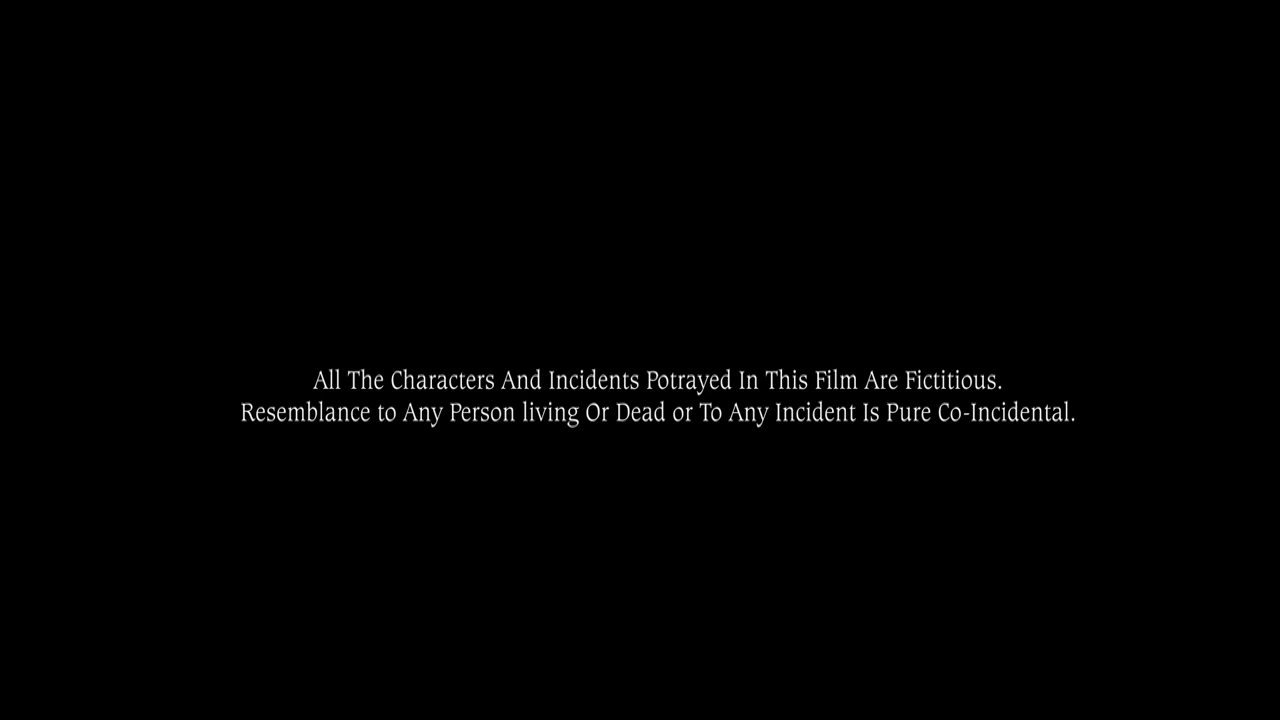 All The Characters And Incidents Potrayed In This Film Are Fictitious.
Resemblance to Any Person living Or Dead or To Any Incident Is Pure Co-Incidental.